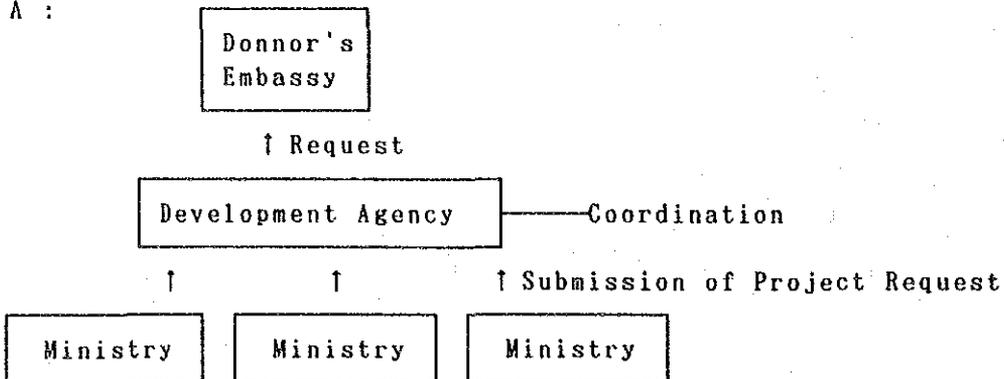 A :
Donnor's
Embassy
↑ Request
Development Agency
Coordination
↑ ↑ ↑ Submission of Project Request
Ministry Ministry Ministry